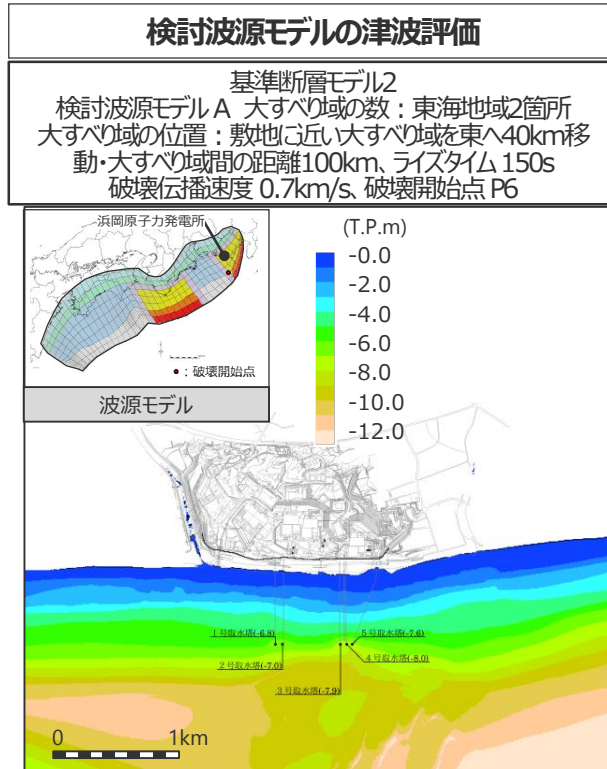 検討波源モデルの津波評価
基準断層モデル2
検討波源モデル A 大すべり域の数：東海地域2箇所
大すべり域の位置：敷地に近い大すべり域を東へ40km移
動・大すべり域間の距離100km、ライズタイム 150s
破壊伝播速度 0.7km/s、破壊開始点 P6
浜岡原子力発電所
：破壊開始点
波源モデル
(T.P.m)
-0.0
-2.0
-4.0
-6.0
-8.0
-10.0
-12.0
1号取水塔(-6.8)
5号取水塔(-7.6)
2号取水塔(-7.0)
4号取水塔(-8.0)
3号取水塔(-7.9)
0 1km